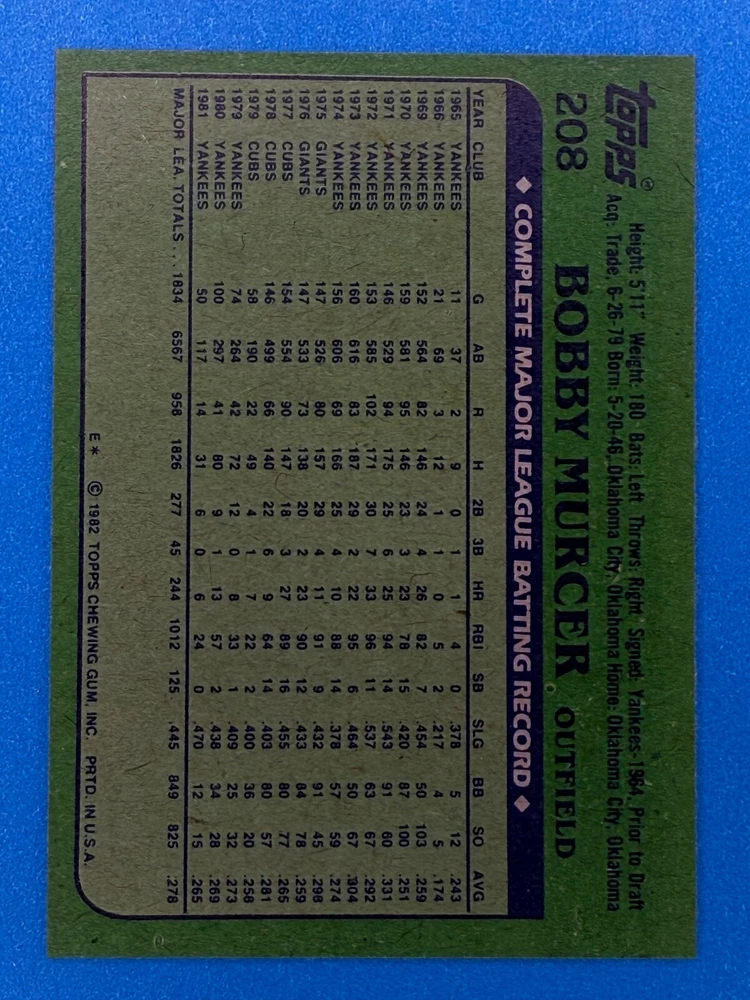 topps® Height: 5'11" Weight: 180 Bats: Left Throws: Right Signed: Yankees-1964, Prior to Draft
Acq: Trade, 6-26-79 Born: 5-20-46, Oklahoma City, Oklahoma Home: Oklahoma City, Oklahoma
208 BOBBY MURCER OUTFIELD
◆ COMPLETE MAJOR LEAGUE BATTING RECORD ◆
YEAR CLUB G AB R H 2B 3B HR RBI SB SLG BB SO AVG
1965 YANKEES 11 37 2 9 0 1 1 4 0 .378 5 12 .243
1966 YANKEES 21 69 3 12 1 1 0 5 2 .217 4 5 .174
1969 YANKEES 152 564 82 146 24 4 26 82 7 .454 50 103 .259
1970 YANKEES 159 581 95 146 23 3 23 78 15 .420 87 100 .251
1971 YANKEES 146 529 94 175 25 6 25 94 14 .543 91 60 .331
1972 YANKEES 153 585 102 171 30 7 33 96 11 .537 63 67 .292
1973 YANKEES 160 616 83 187 29 2 22 95 6 .464 50 67 .304
1974 YANKEES 156 606 69 166 25 4 10 88 14 .378 57 59 .274
1975 GIANTS 147 526 80 157 29 4 11 91 9 .432 91 45 .298
1976 GIANTS 147 533 73 138 20 2 23 90 12 .433 84 78 .259
1977 CUBS 154 554 90 147 18 3 27 89 16 .455 80 77 .265
1978 CUBS 146 499 66 140 22 6 9 64 14 .403 80 57 .281
1979 CUBS 58 190 22 49 4 1 7 22 2 .400 36 20 .258
1979 YANKEES 74 264 42 72 12 0 8 33 1 .409 25 32 .273
1980 YANKEES 100 297 41 80 9 1 13 57 2 .438 34 28 .269
1981 YANKEES 50 117 14 31 6 0 6 24 0 .470 12 15 .265
MAJOR LEA. TOTALS . . . 1834 6567 958 1826 277 45 244 1012 125 .445 849 825 .278
E* © 1982 TOPPS CHEWING GUM, INC. PRTD. IN U.S.A.